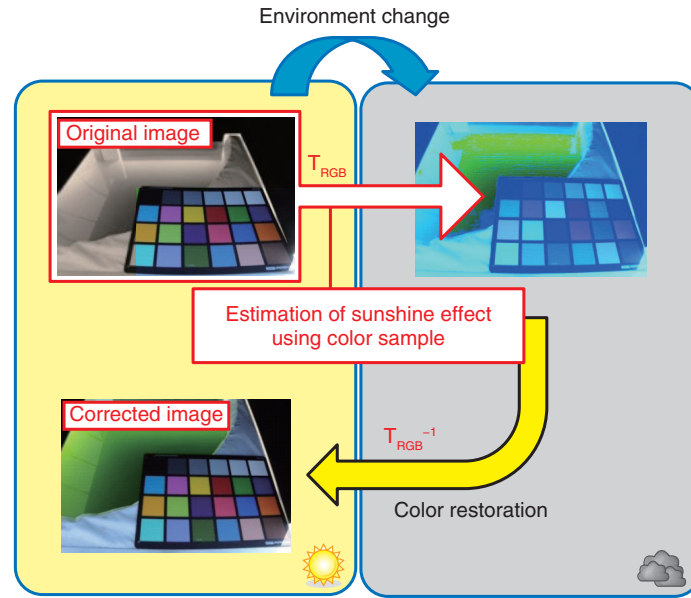 Environment change
Original image
T_RGB
Estimation of sunshine effect
using color sample
Corrected image
T_RGB^−1
Color restoration